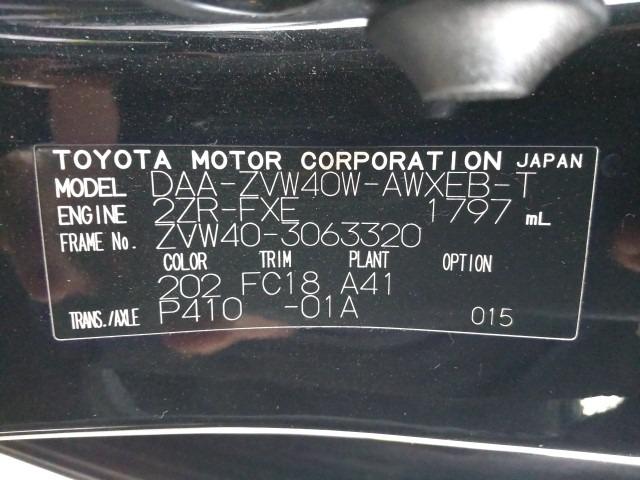 TOYOTA MOTOR CORPORATION JAPAN
MODEL DAA-ZVW40W-AWXEB-T
ENGINE 2ZR-FXE 1797 mL
FRAME No. ZVW40-3063320
COLOR TRIM PLANT OPTION
202 FC18 A41
TRANS./AXLE P410 -01A 015